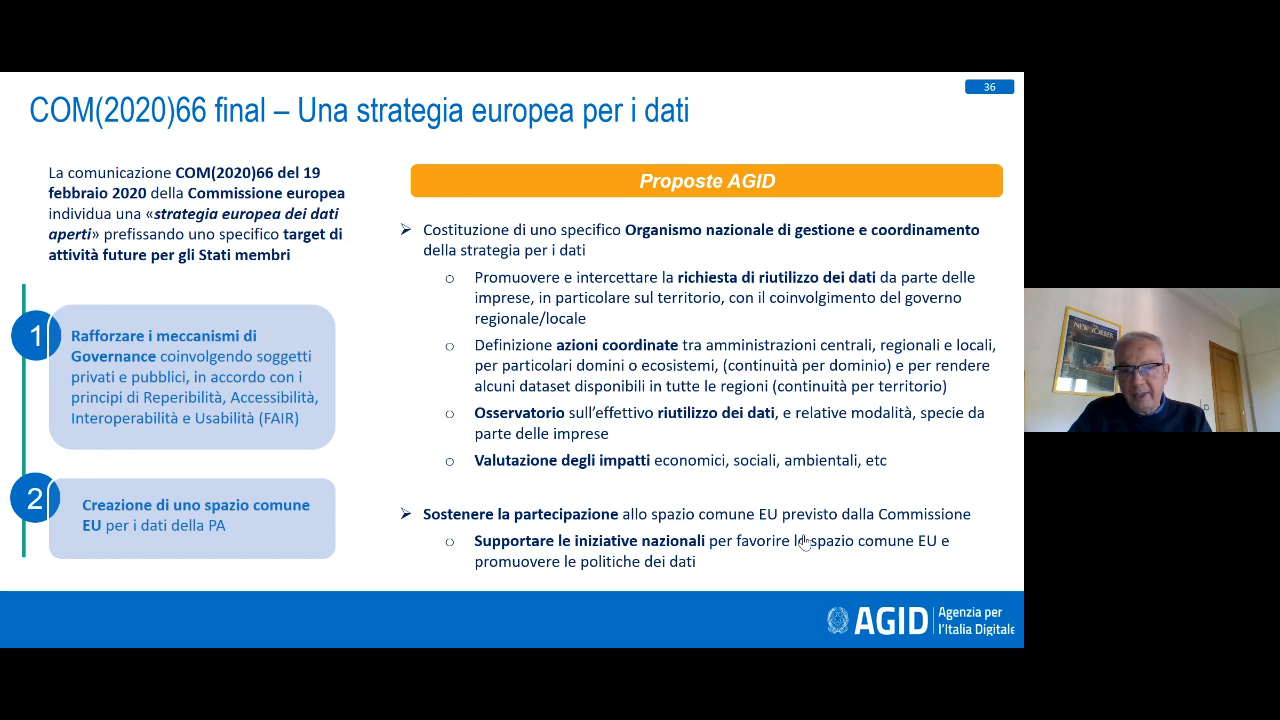 36
COM(2020)66 final – Una strategia europea per i dati
La comunicazione COM(2020)66 del 19
febbraio 2020 della Commissione europea
individua una «strategia europea dei dati
aperti» prefissando uno specifico target di
attività future per gli Stati membri
1
Rafforzare i meccanismi di
Governance coinvolgendo soggetti
privati e pubblici, in accordo con i
principi di Reperibilità, Accessibilità,
Interoperabilità e Usabilità (FAIR)
2
Creazione di uno spazio comune
EU per i dati della PA
Proposte AGID
Costituzione di uno specifico Organismo nazionale di gestione e coordinamento
della strategia per i dati
Promuovere e intercettare la richiesta di riutilizzo dei dati da parte delle
imprese, in particolare sul territorio, con il coinvolgimento del governo
regionale/locale
Definizione azioni coordinate tra amministrazioni centrali, regionali e locali,
per particolari domini o ecosistemi, (continuità per dominio) e per rendere
alcuni dataset disponibili in tutte le regioni (continuità per territorio)
Osservatorio sull'effettivo riutilizzo dei dati, e relative modalità, specie da
parte delle imprese
Valutazione degli impatti economici, sociali, ambientali, etc
Sostenere la partecipazione allo spazio comune EU previsto dalla Commissione
Supportare le iniziative nazionali per favorire lo spazio comune EU e
promuovere le politiche dei dati
AGID
Agenzia per
l'Italia Digitale
NEW YORKER